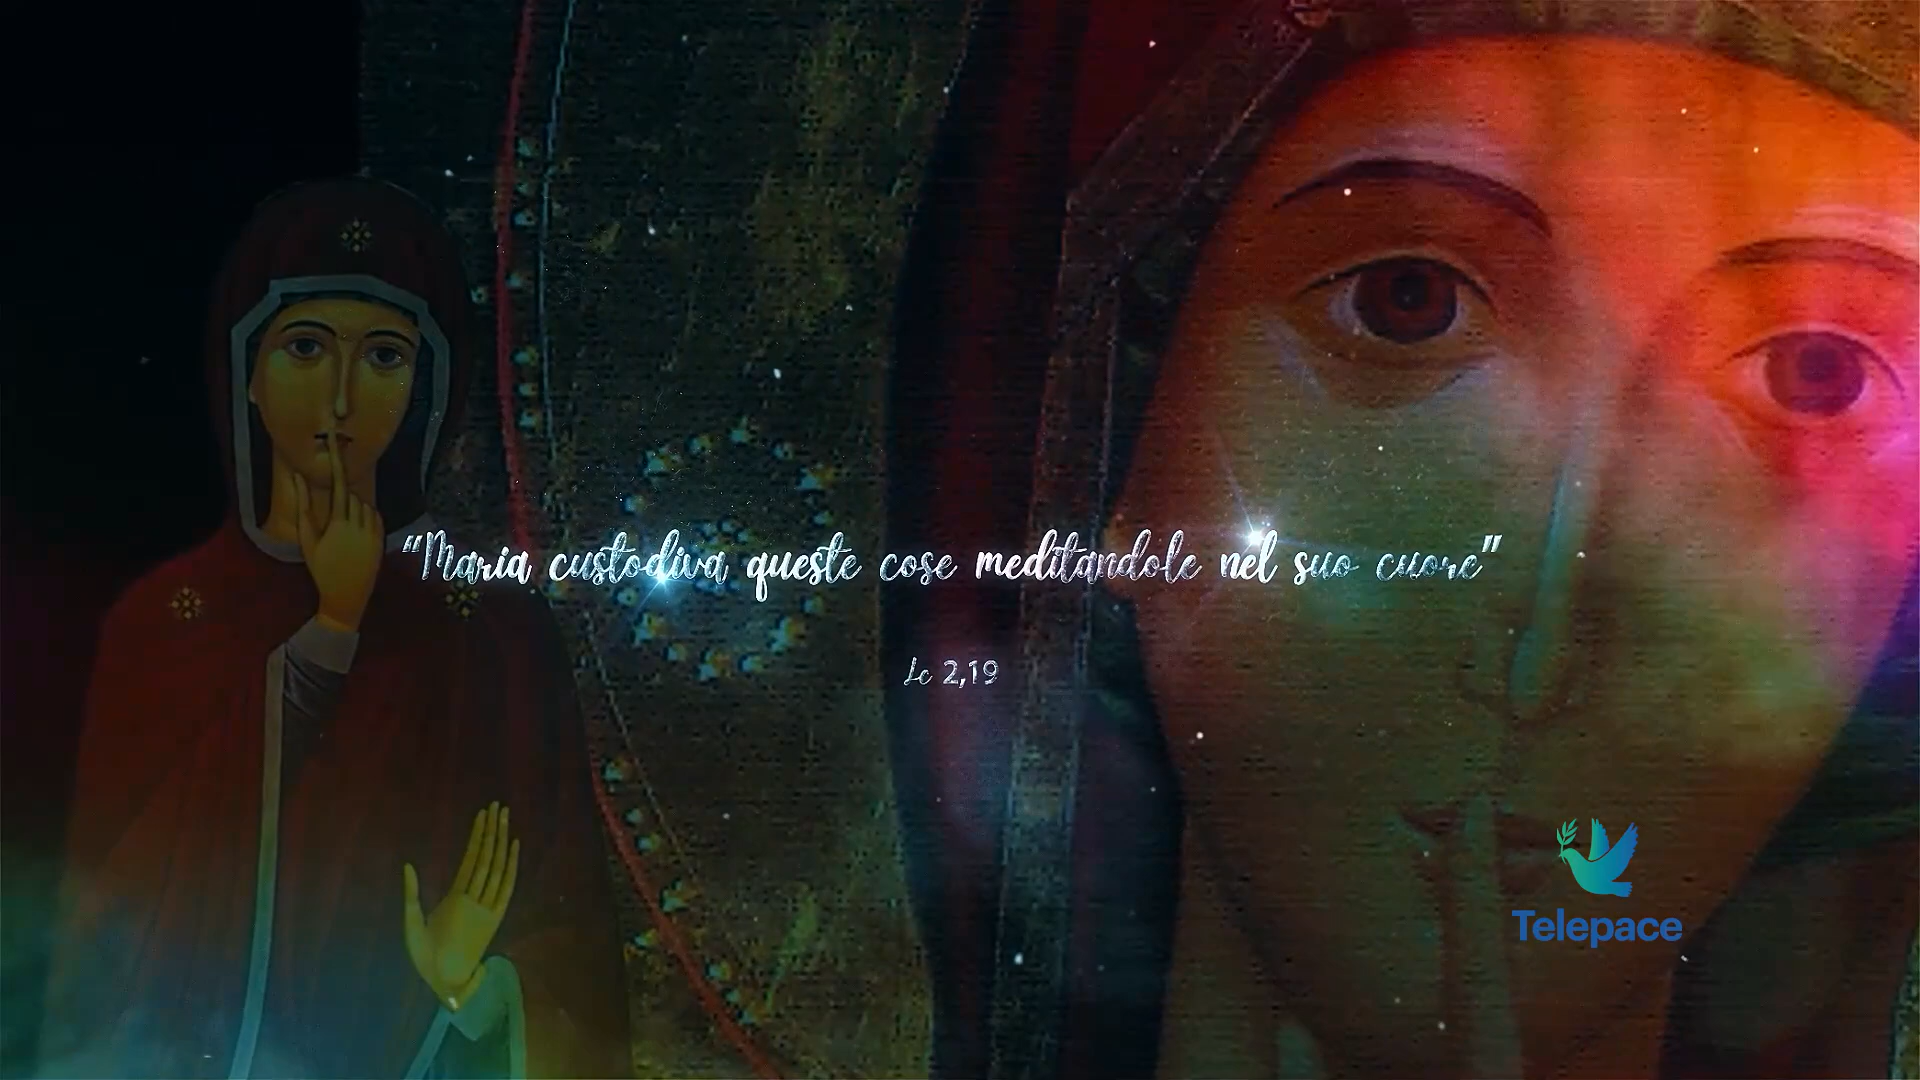 “Maria custodiva queste cose meditandole nel suo cuore”
Lc 2,19
Telepace